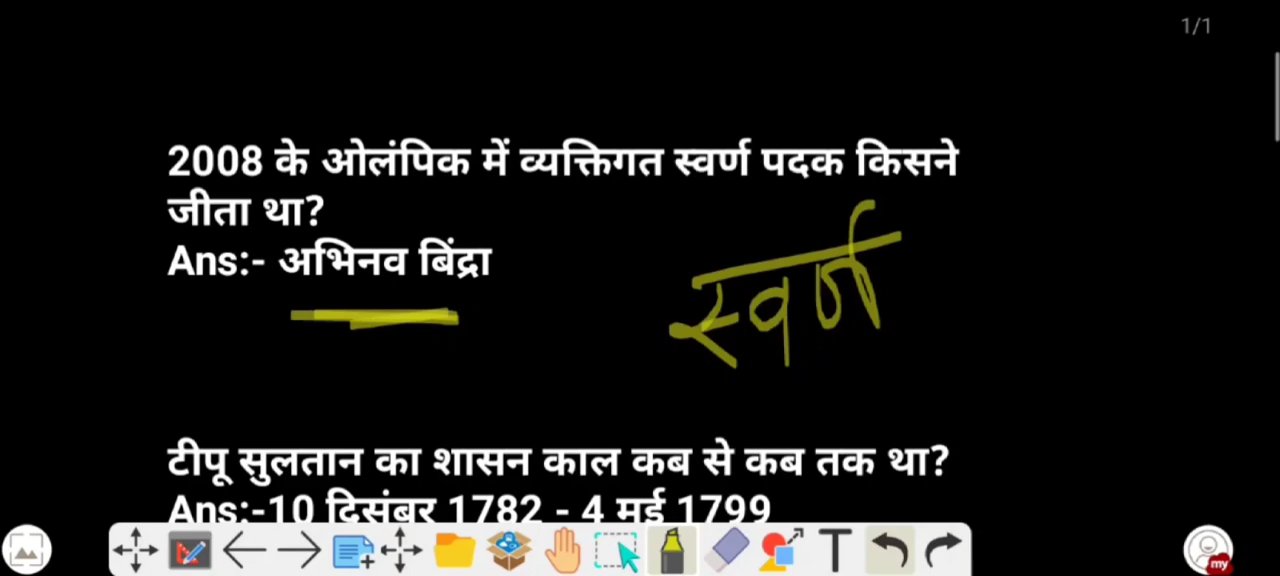 1/1
2008 के ओलंपिक में व्यक्तिगत स्वर्ण पदक किसने
जीता था?
Ans:- अभिनव बिंद्रा
स्वर्ण
टीपू सुलतान का शासन काल कब से कब तक था?
Ans:-10 दिसंबर 1782 - 4 मई 1799
T
my